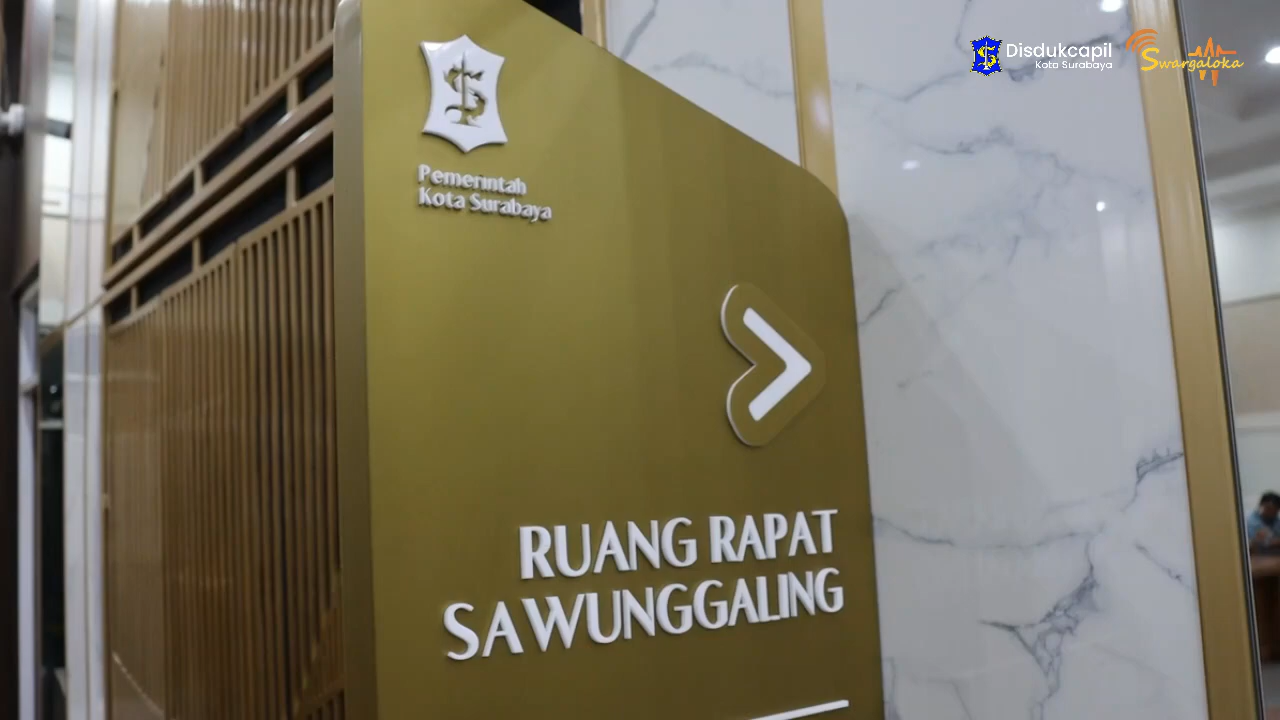 Disdukcapil
Kota Surabaya
Swargaloka
Pemerintah
Kota Surabaya
RUANG RAPAT
SAWUNGGALING